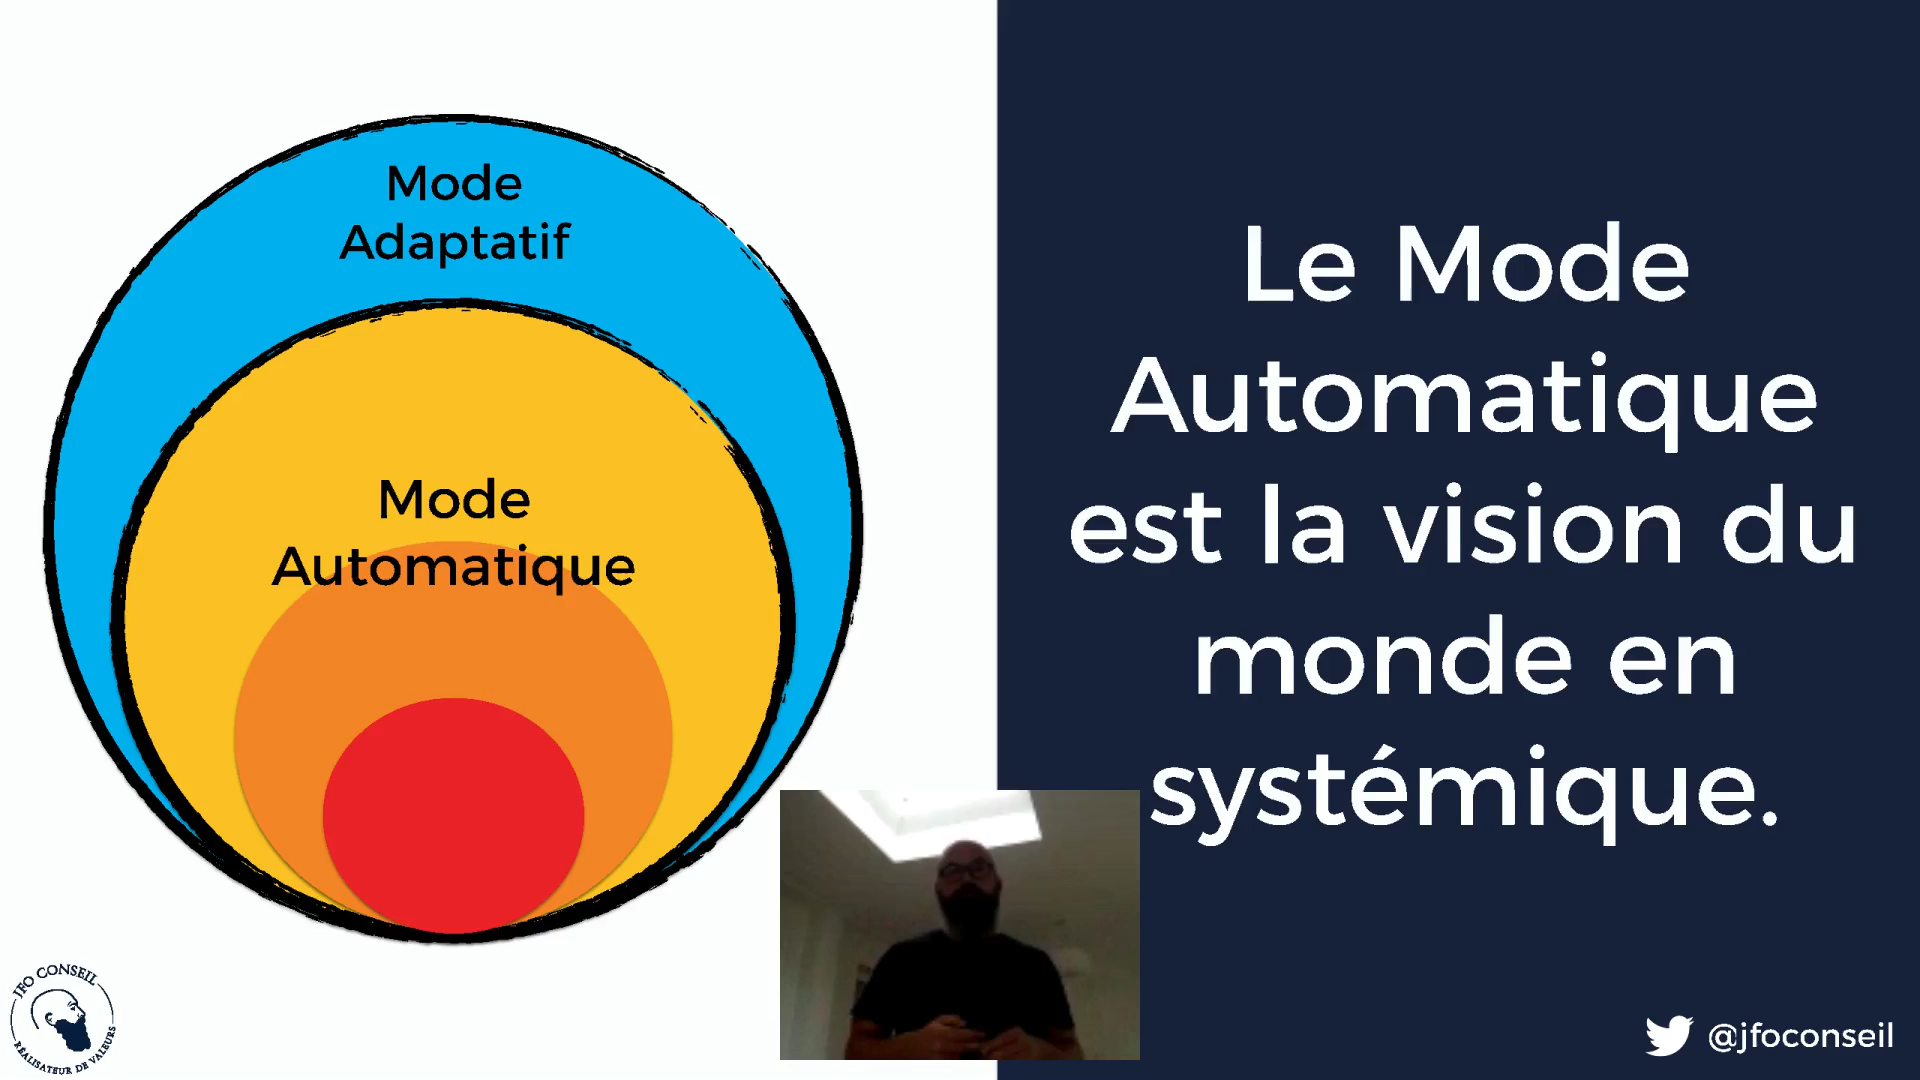 Mode
Adaptatif
Mode
Automatique
Le Mode
Automatique
est la vision du
monde en
systémique.
JFO CONSEIL
RÉALISATEUR DE VALEURS
@jfoconseil